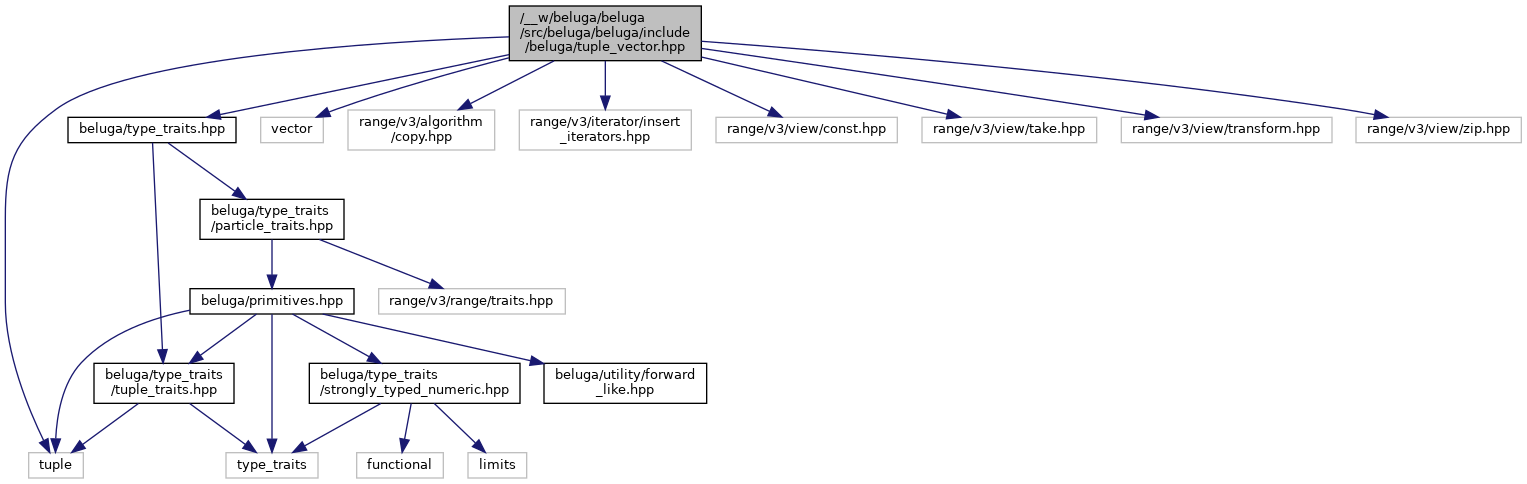 /__w/beluga/beluga
/src/beluga/beluga/include
/beluga/tuple_vector.hpp
beluga/type_traits.hpp
vector
range/v3/algorithm
/copy.hpp
range/v3/iterator/insert
_iterators.hpp
range/v3/view/const.hpp
range/v3/view/take.hpp
range/v3/view/transform.hpp
range/v3/view/zip.hpp
beluga/type_traits
/particle_traits.hpp
beluga/primitives.hpp
range/v3/range/traits.hpp
beluga/type_traits
/tuple_traits.hpp
beluga/type_traits
/strongly_typed_numeric.hpp
beluga/utility/forward
_like.hpp
tuple
type_traits
functional
limits